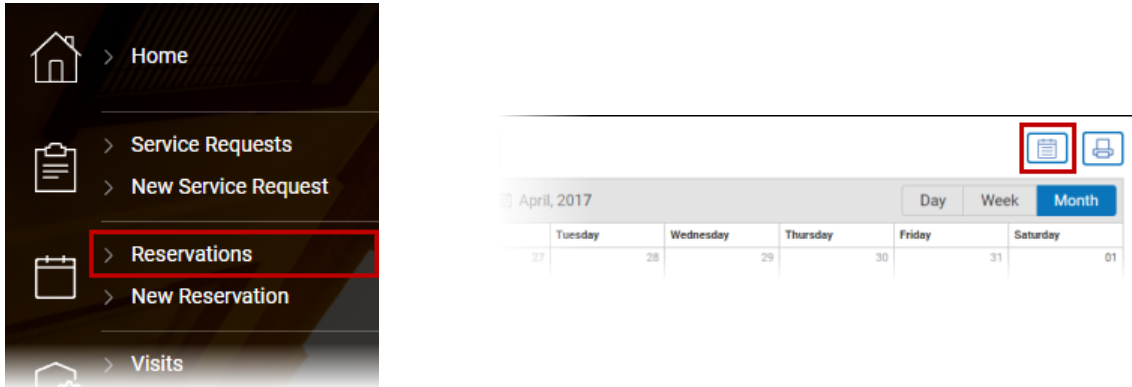 Home
Service Requests
New Service Request
Reservations
New Reservation
Visits
April, 2017
Day Week Month
Tuesday Wednesday Thursday Friday Saturday
27 28 29 30 31 01